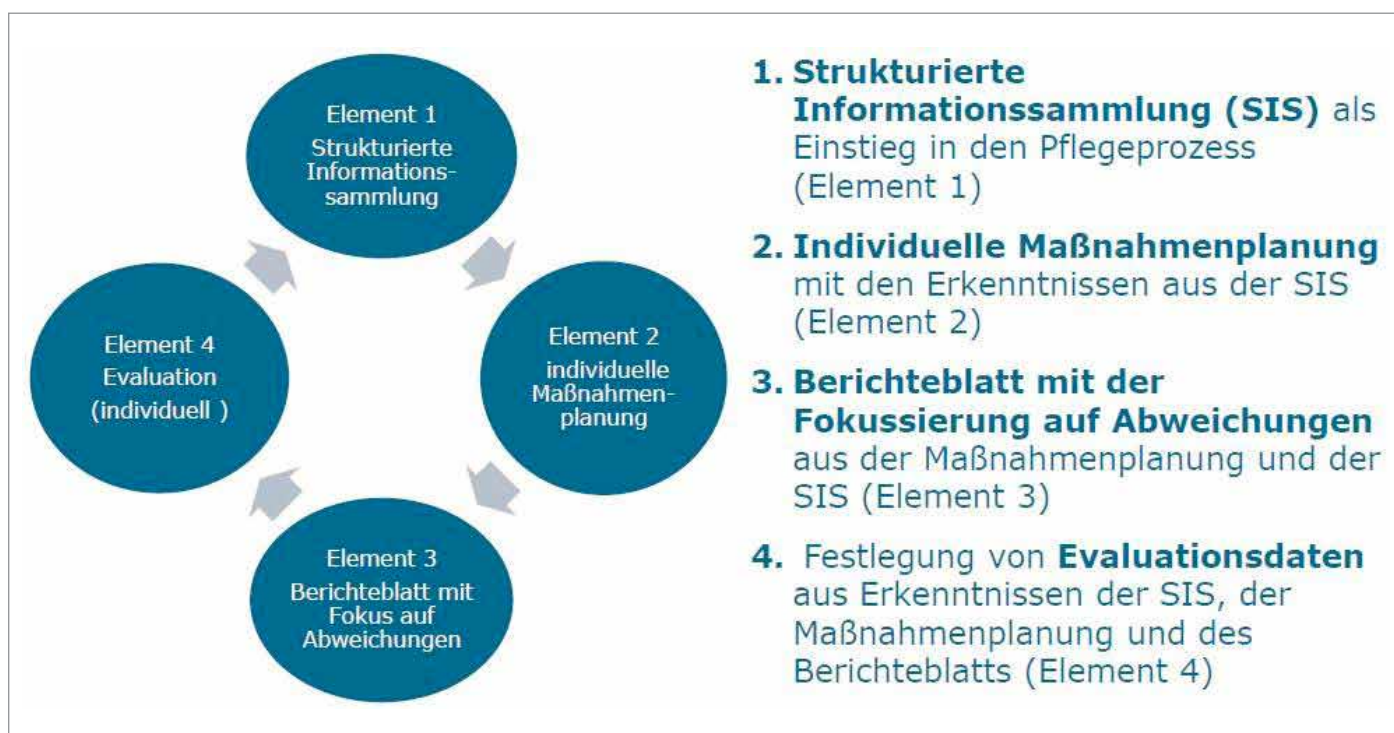 Element 1
Strukturierte
Informations-
sammlung
Element 2
individuelle
Maßnahmen-
planung
Element 3
Berichteblatt mit
Fokus auf
Abweichungen
Element 4
Evaluation
(individuell )
1. Strukturierte
Informationssammlung (SIS) als
Einstieg in den Pflegeprozess
(Element 1)
2. Individuelle Maßnahmenplanung
mit den Erkenntnissen aus der SIS
(Element 2)
3. Berichteblatt mit der
Fokussierung auf Abweichungen
aus der Maßnahmenplanung und der
SIS (Element 3)
4. Festlegung von Evaluationsdaten
aus Erkenntnissen der SIS, der
Maßnahmenplanung und des
Berichteblatts (Element 4)